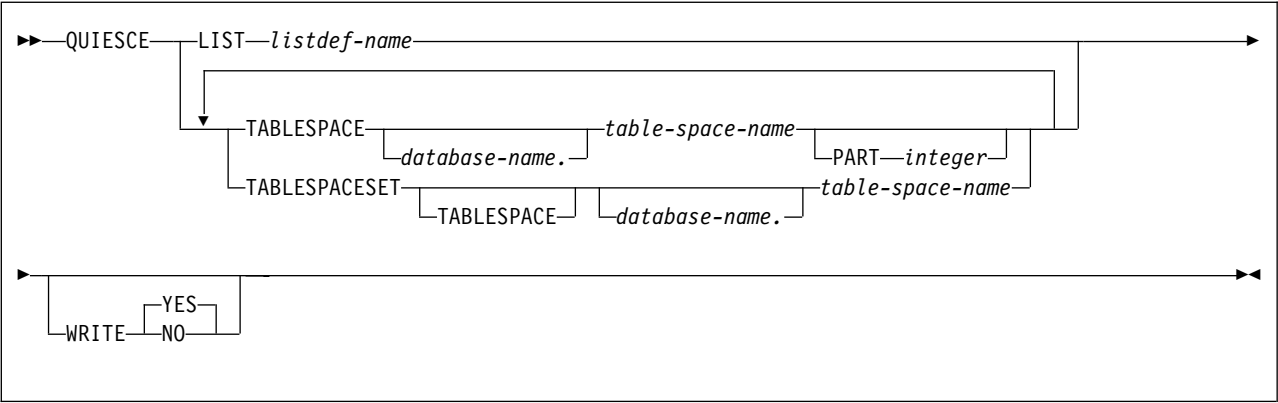 QUIESCE LIST listdef-name
TABLESPACE table-space-name
database-name. PART integer
TABLESPACESET table-space-name
TABLESPACE database-name.
YES
WRITE NO